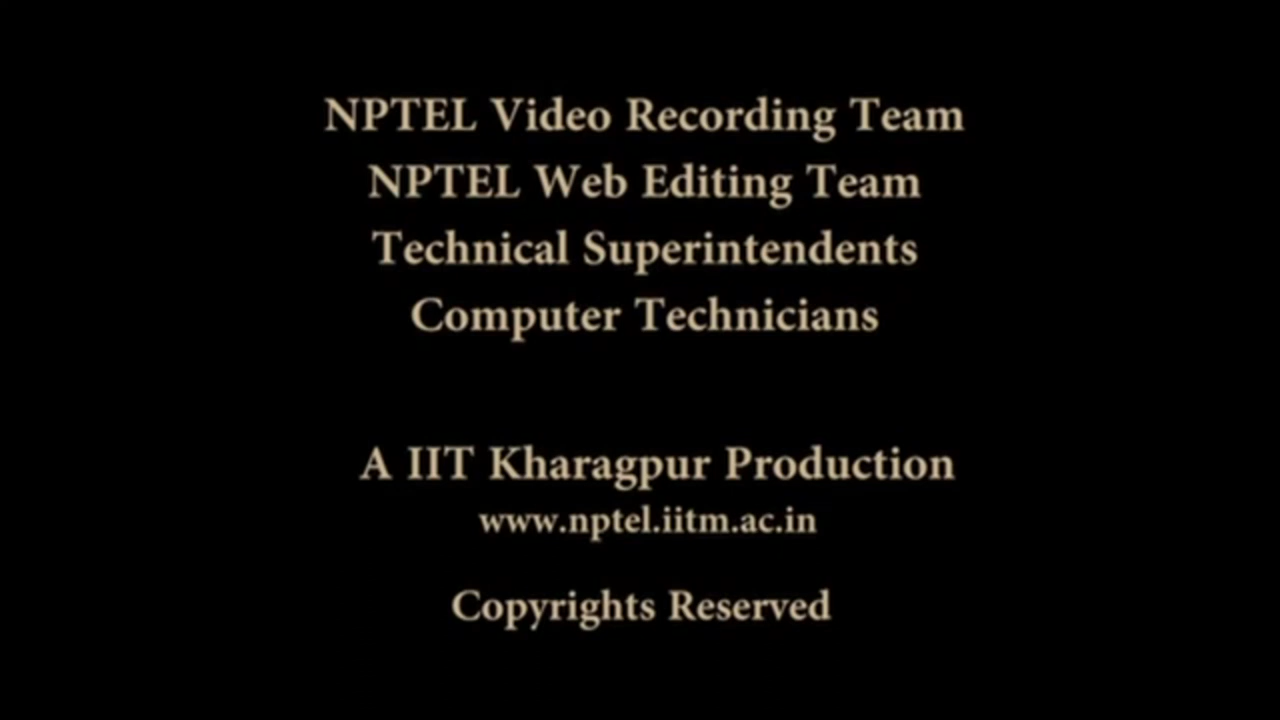 NPTEL Video Recording Team
NPTEL Web Editing Team
Technical Superintendents
Computer Technicians
A IIT Kharagpur Production
www.nptel.iitm.ac.in
Copyrights Reserved